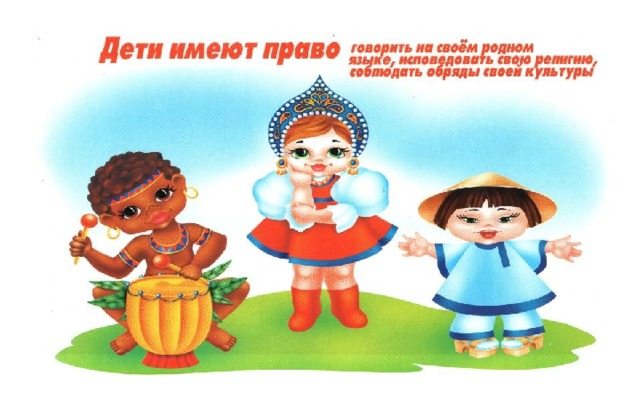 Дети имеют право говорить на своём родном
языке, исповедовать свою религию,
соблюдать обряды своей культуры